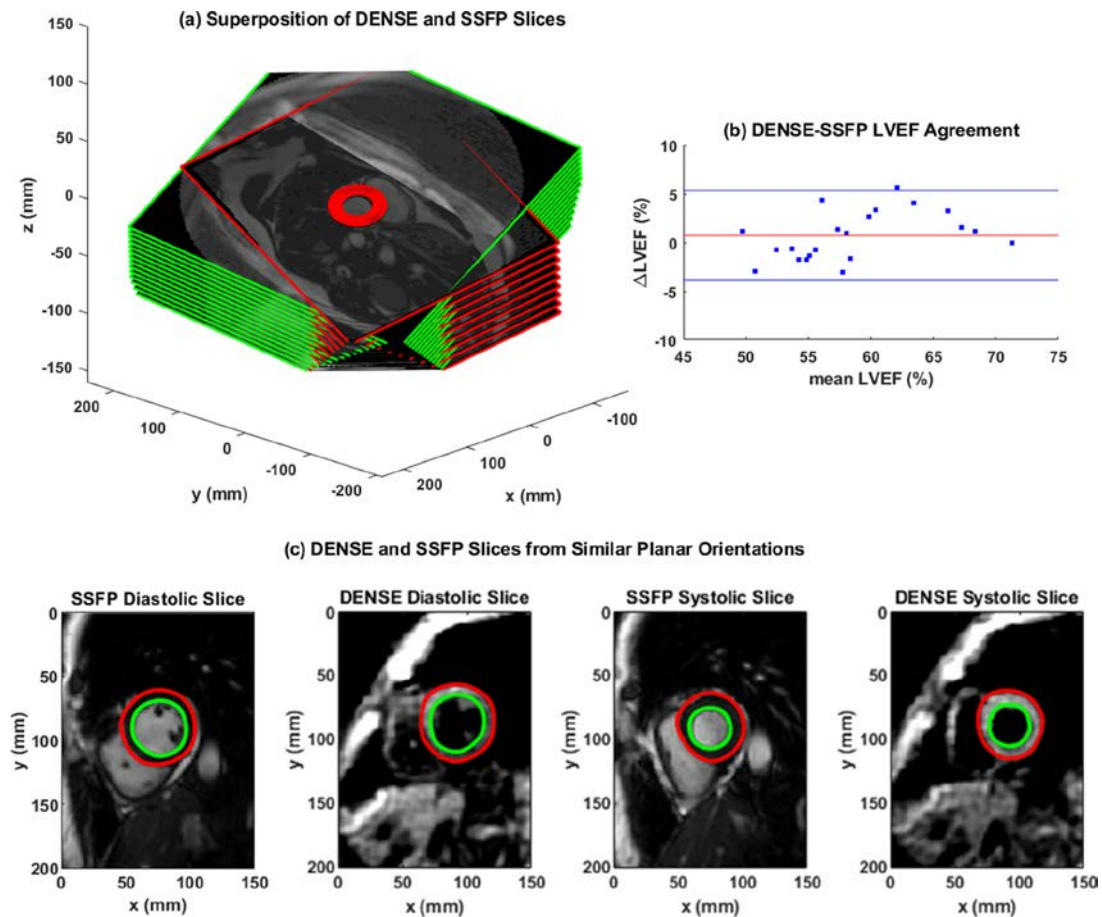 (a) Superposition of DENSE and SSFP Slices
150
100
50
0
-50
-100
-150
z (mm)
200
100
0
-100
-200
y (mm)
200
100
0
-100
x (mm)
(b) DENSE-SSFP LVEF Agreement
10
5
0
-5
-10
ΔLVEF (%)
45 50 55 60 65 70 75
mean LVEF (%)
(c) DENSE and SSFP Slices from Similar Planar Orientations
SSFP Diastolic Slice
0
50
100
150
200
y (mm)
0 50 100 150
x (mm)
DENSE Diastolic Slice
0
50
100
150
200
y (mm)
0 50 100 150
x (mm)
SSFP Systolic Slice
0
50
100
150
200
y (mm)
0 50 100 150
x (mm)
DENSE Systolic Slice
0
50
100
150
200
y (mm)
0 50 100 150
x (mm)